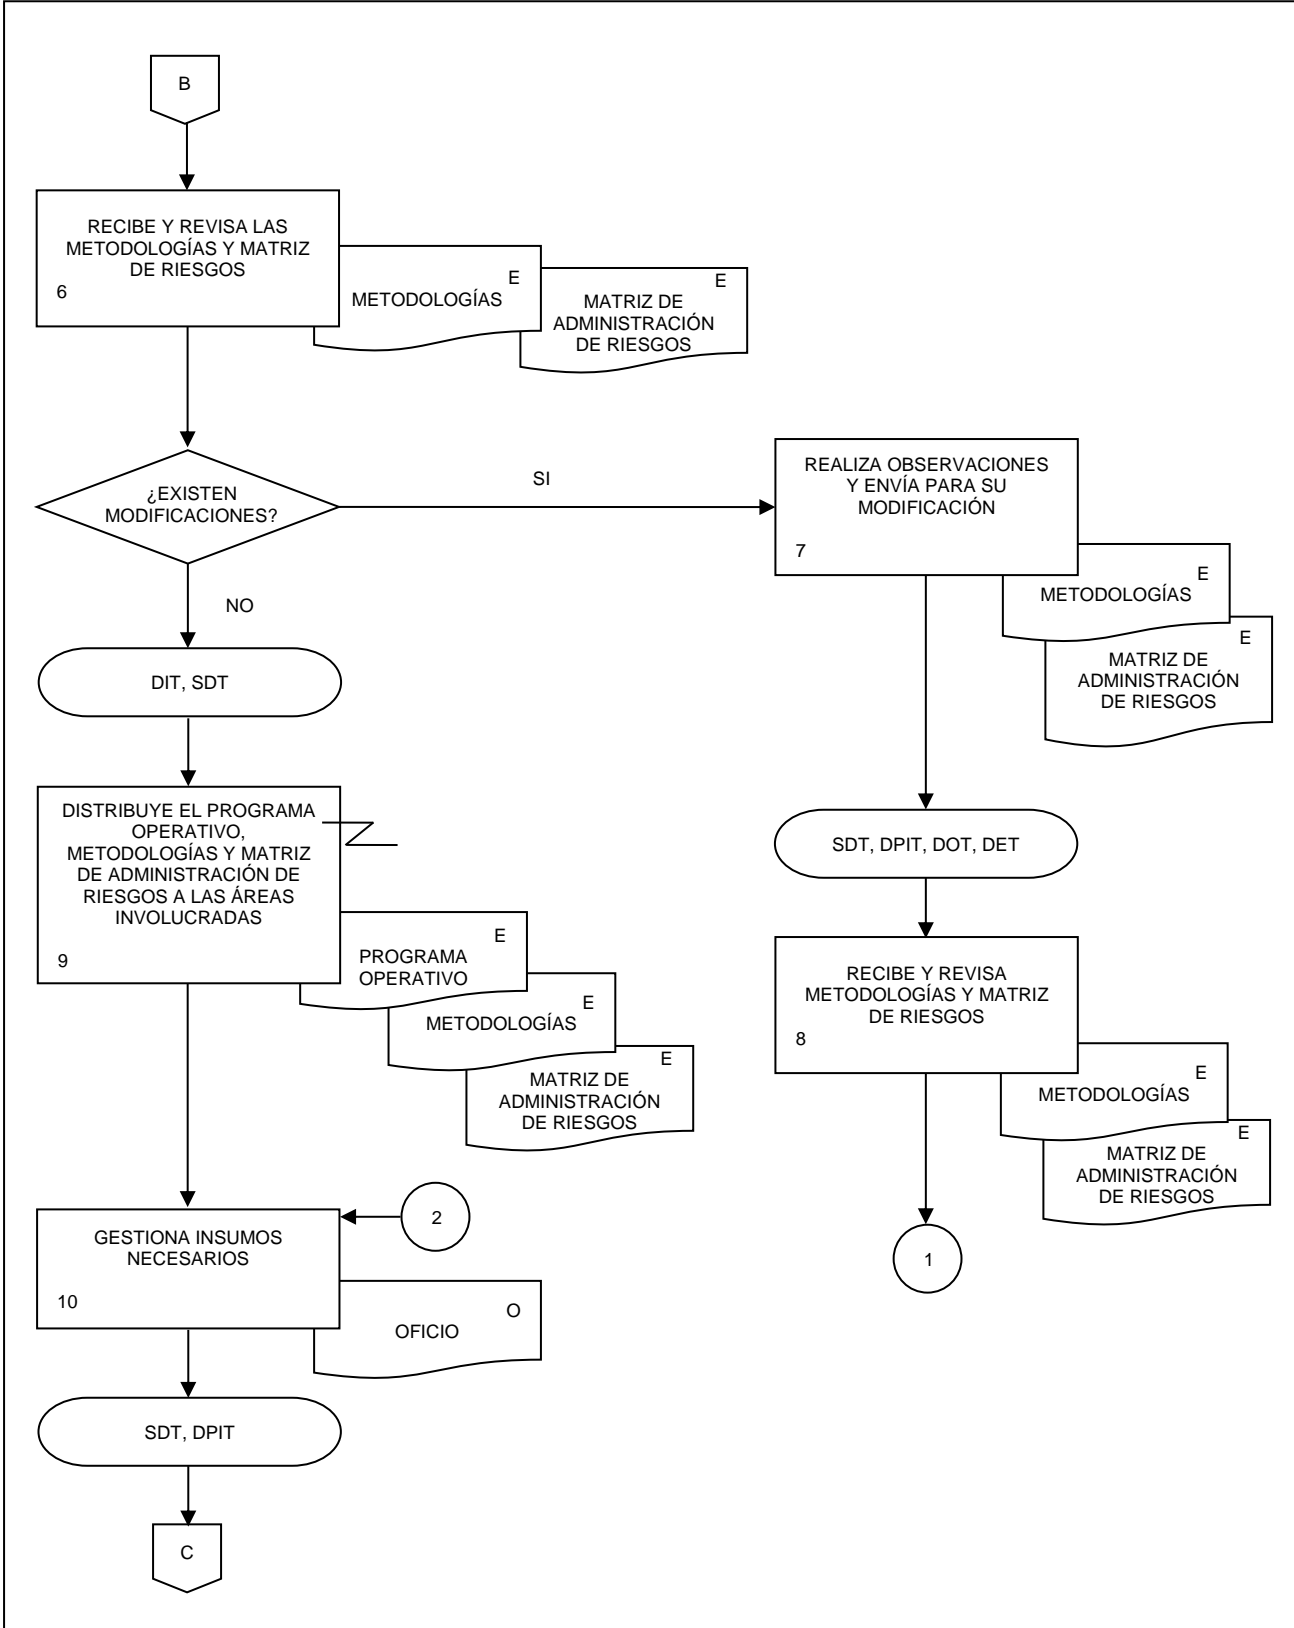 B
RECIBE Y REVISA LAS
METODOLOGÍAS Y MATRIZ
DE RIESGOS
6
E
METODOLOGÍAS
E
MATRIZ DE
ADMINISTRACIÓN
DE RIESGOS
¿EXISTEN
MODIFICACIONES?
SI
NO
REALIZA OBSERVACIONES
Y ENVÍA PARA SU
MODIFICACIÓN
7
E
METODOLOGÍAS
E
MATRIZ DE
ADMINISTRACIÓN
DE RIESGOS
DIT, SDT
DISTRIBUYE EL PROGRAMA
OPERATIVO,
METODOLOGÍAS Y MATRIZ
DE ADMINISTRACIÓN DE
RIESGOS A LAS ÁREAS
INVOLUCRADAS
9
E
PROGRAMA
OPERATIVO
E
METODOLOGÍAS
E
MATRIZ DE
ADMINISTRACIÓN
DE RIESGOS
SDT, DPIT, DOT, DET
RECIBE Y REVISA
METODOLOGÍAS Y MATRIZ
DE RIESGOS
8
E
METODOLOGÍAS
E
MATRIZ DE
ADMINISTRACIÓN
DE RIESGOS
1
GESTIONA INSUMOS
NECESARIOS
10
2
O
OFICIO
SDT, DPIT
C